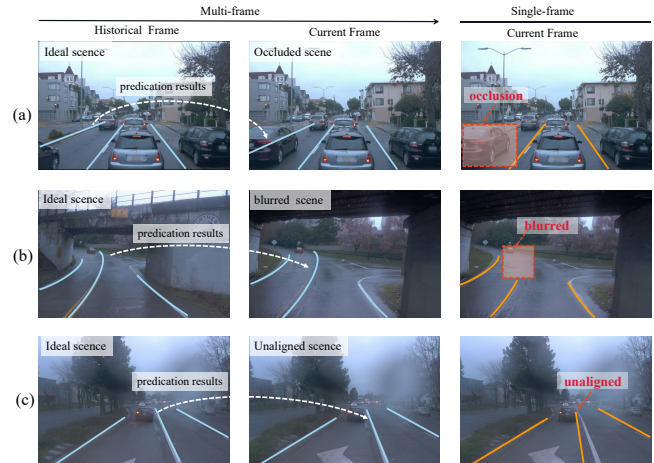 Multi-frame
Single-frame
Historical Frame
Current Frame
Current Frame
(a)
Ideal scence
predication results
Occluded scene
occlusion
(b)
Ideal scence
predication results
blurred scene
blurred
(c)
Ideal scence
predication results
Unaligned scence
unaligned